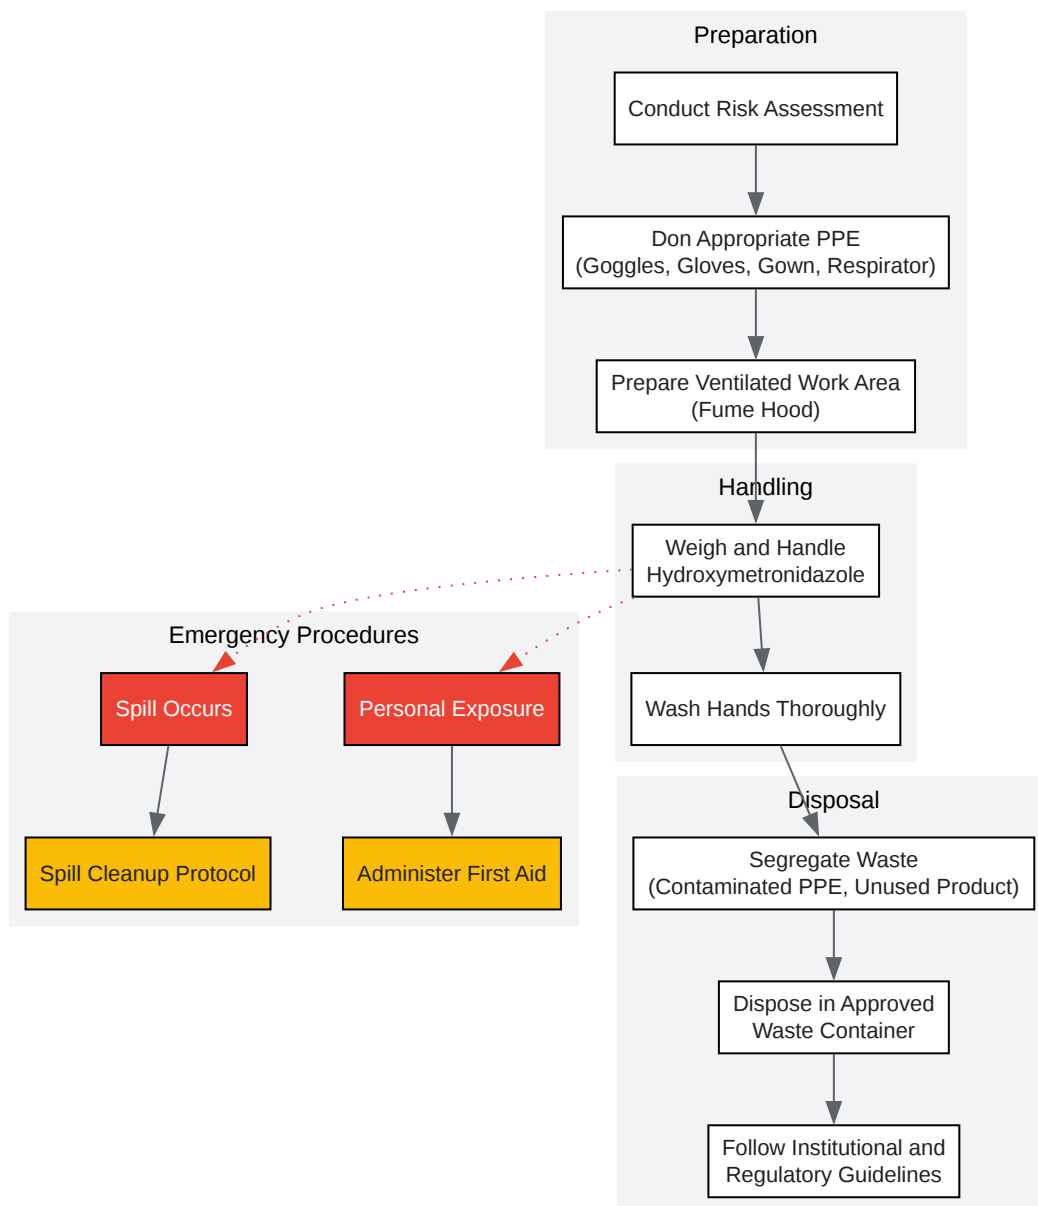 Preparation
Conduct Risk Assessment
Don Appropriate PPE
(Goggles, Gloves, Gown, Respirator)
Prepare Ventilated Work Area
(Fume Hood)
Handling
Weigh and Handle
Hydroxymetronidazole
Wash Hands Thoroughly
Emergency Procedures
Spill Occurs
Personal Exposure
Spill Cleanup Protocol
Administer First Aid
Disposal
Segregate Waste
(Contaminated PPE, Unused Product)
Dispose in Approved
Waste Container
Follow Institutional and
Regulatory Guidelines